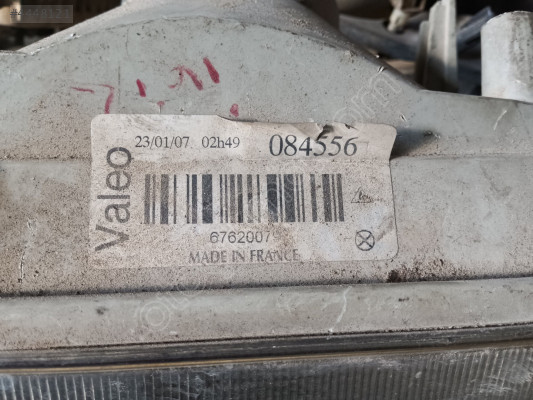 Valeo
23/01/07 02h49 084556
6762007
MADE IN FRANCE